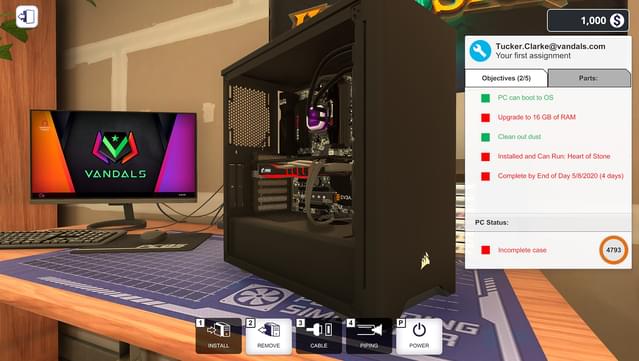 1,000 $
Tucker.Clarke@vandals.com
Your first assignment
Objectives (2/5)
Parts:
PC can boot to OS
Upgrade to 16 GB of RAM
Clean out dust
Installed and Can Run: Heart of Stone
Complete by End of Day 5/8/2020 (4 days)
PC Status:
Incomplete case
4793
VANDALS
EVGA
1
INSTALL
2
REMOVE
3
CABLE
4
PIPING
P
POWER